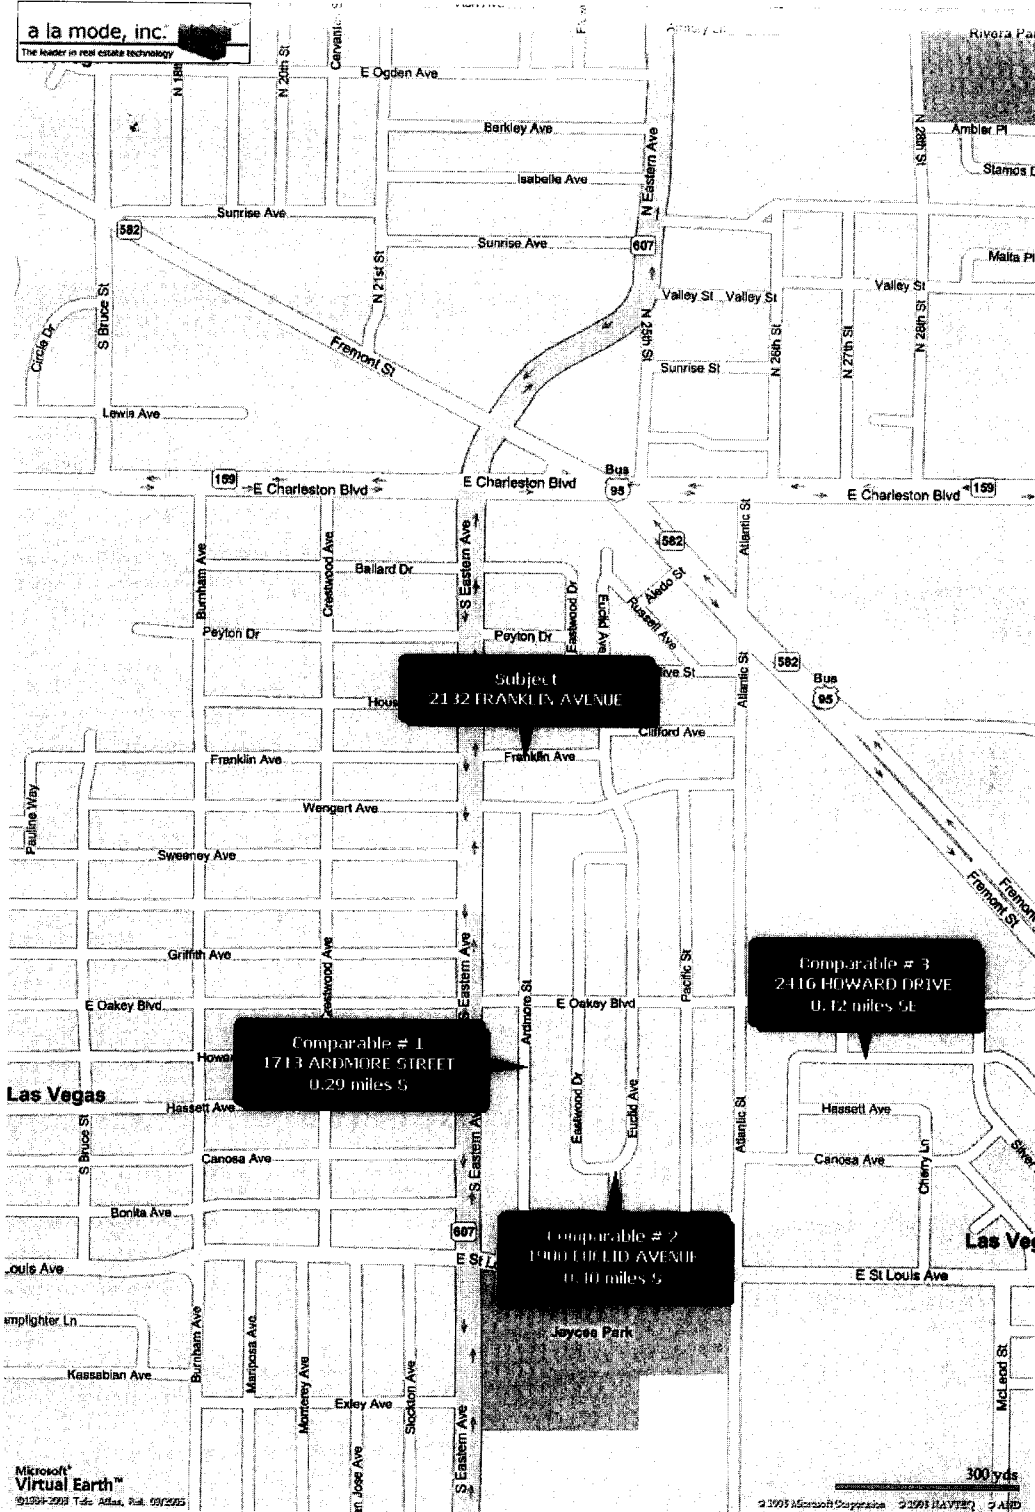 a la mode, inc.
The leader in real estate technology
Rivera
N 18th
N 20th St
E Ogden Ave
Berkley Ave
Isabelle Ave
N Eastern Ave
N 28th St
Ambler Pl
Stamos
Sunrise Ave
582
Sunrise Ave
607
N 21st St
Malta Pl
Valley St
Valley St
Valley St
Circle Dr
S Bruce St
Fremont St
N 25th St
Sunrise St
N 26th St
N 27th St
N 28th St
Lewis Ave
159
E Charleston Blvd
E Charleston Blvd
Bus
95
E Charleston Blvd
159
Burnham Ave
Crestwood Ave
S Eastern Ave
Ballard Dr
Eastwood Dr
Euclid Ave
Aledo St
Russell Ave
582
Atlantic St
Peyton Dr
Peyton Dr
582
Bus
95
Subject
2132 FRANKLIN AVENUE
Atlantic St
Clifford Ave
Franklin Ave
Franklin Ave
Pauline Way
Wengert Ave
Sweeney Ave
Fremont St
Griffith Ave
Crestwood Ave
S Eastern Ave
Pacific St
E Oakey Blvd
Ardmore St
E Oakey Blvd
Comparable # 3
2416 HOWARD DRIVE
Comparable # 1
1713 ARDMORE STREET
0.29 miles S
Las Vegas
Hassett Ave
S Bruce St
Eastwood Dr
Euclid Ave
Atlantic St
Hassett Ave
Canosa Ave
S Eastern Ave
Canosa Ave
Cherry Ln
Bonita Ave
607
Comparable # 2
1900 EUCLID AVENUE
Las
Louis Ave
E St
E St Louis Ave
Burnham Ave
Mariposa Ave
Jaycee Park
Kassabian Ave
Monterey Ave
Exley Ave
Stockton Ave
S Eastern Ave
McLeod St
Jose Ave
Microsoft®
Virtual Earth™
300 yds